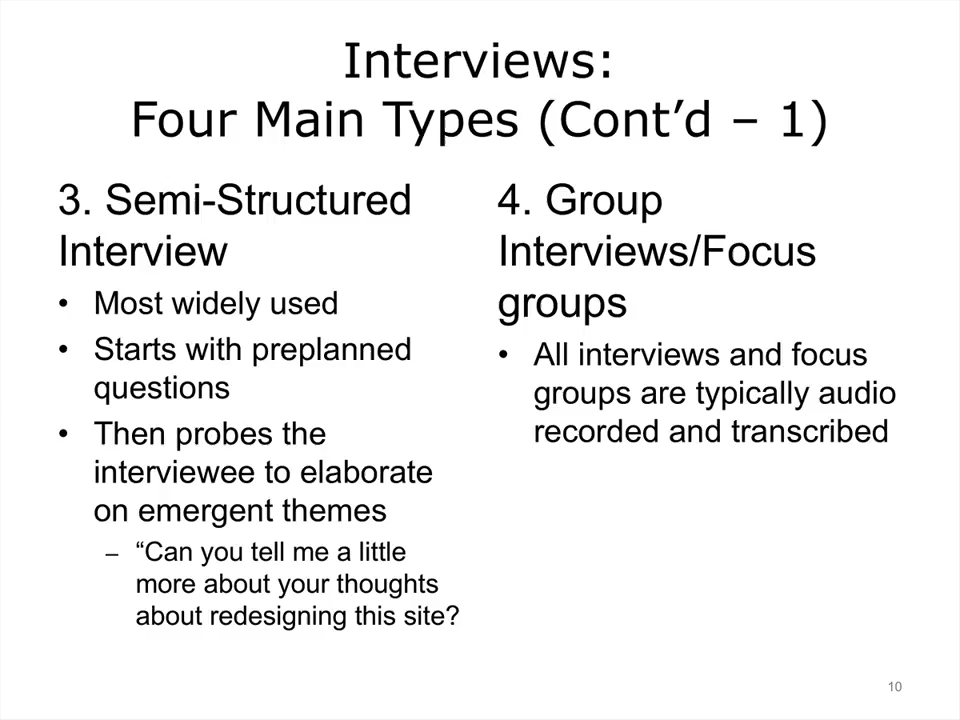 Interviews:
Four Main Types (Cont’d – 1)
3. Semi-Structured
Interview
• Most widely used
• Starts with preplanned
questions
• Then probes the
interviewee to elaborate
on emergent themes
– “Can you tell me a little
more about your thoughts
about redesigning this site?
4. Group
Interviews/Focus
groups
• All interviews and focus
groups are typically audio
recorded and transcribed
10